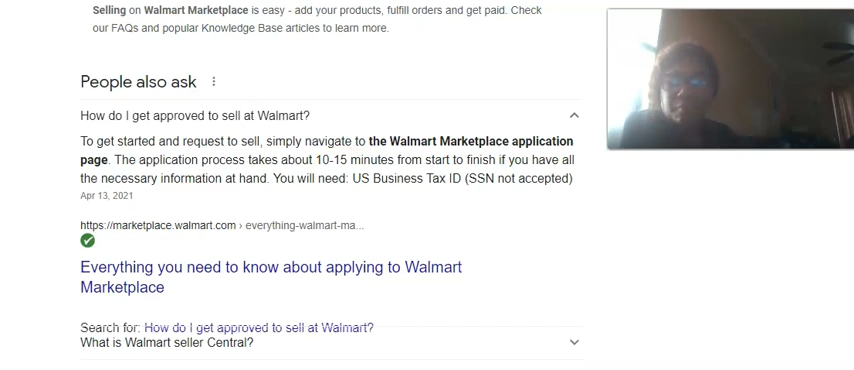 Selling on Walmart Marketplace is easy - add your products, fulfill orders and get paid. Check
our FAQs and popular Knowledge Base articles to learn more.
People also ask
How do I get approved to sell at Walmart?
To get started and request to sell, simply navigate to the Walmart Marketplace application
page. The application process takes about 10-15 minutes from start to finish if you have all
the necessary information at hand. You will need: US Business Tax ID (SSN not accepted)
Apr 13, 2021
https://marketplace.walmart.com › everything-walmart-ma...
Everything you need to know about applying to Walmart
Marketplace
Search for: How do I get approved to sell at Walmart?
What is Walmart seller Central?